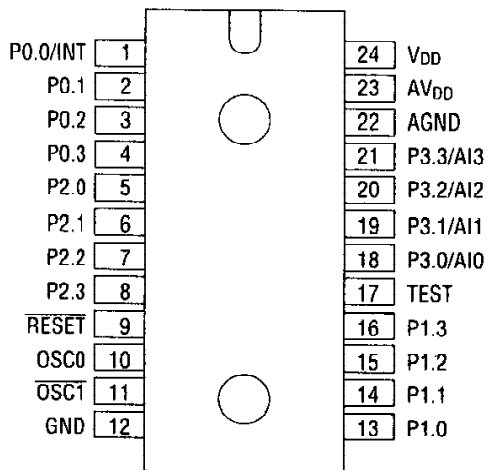 P0.0/INT 1 24 VDD
P0.1 2 23 AVDD
P0.2 3 22 AGND
P0.3 4 21 P3.3/AI3
P2.0 5 20 P3.2/AI2
P2.1 6 19 P3.1/AI1
P2.2 7 18 P3.0/AI0
P2.3 8 17 TEST
RESET 9 16 P1.3
OSC0 10 15 P1.2
OSC1 11 14 P1.1
GND 12 13 P1.0